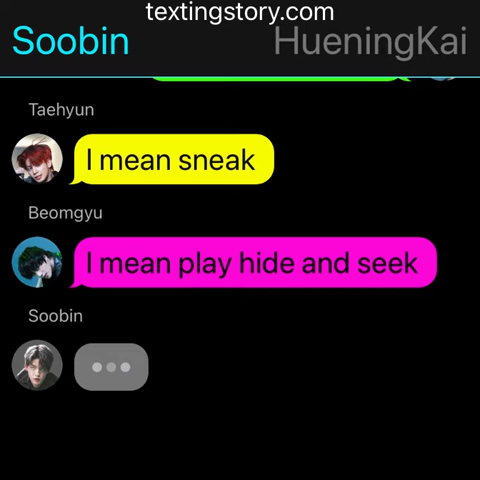 textingstory.com
Soobin
HueningKai
Taehyun
I mean sneak
Beomgyu
I mean play hide and seek
Soobin